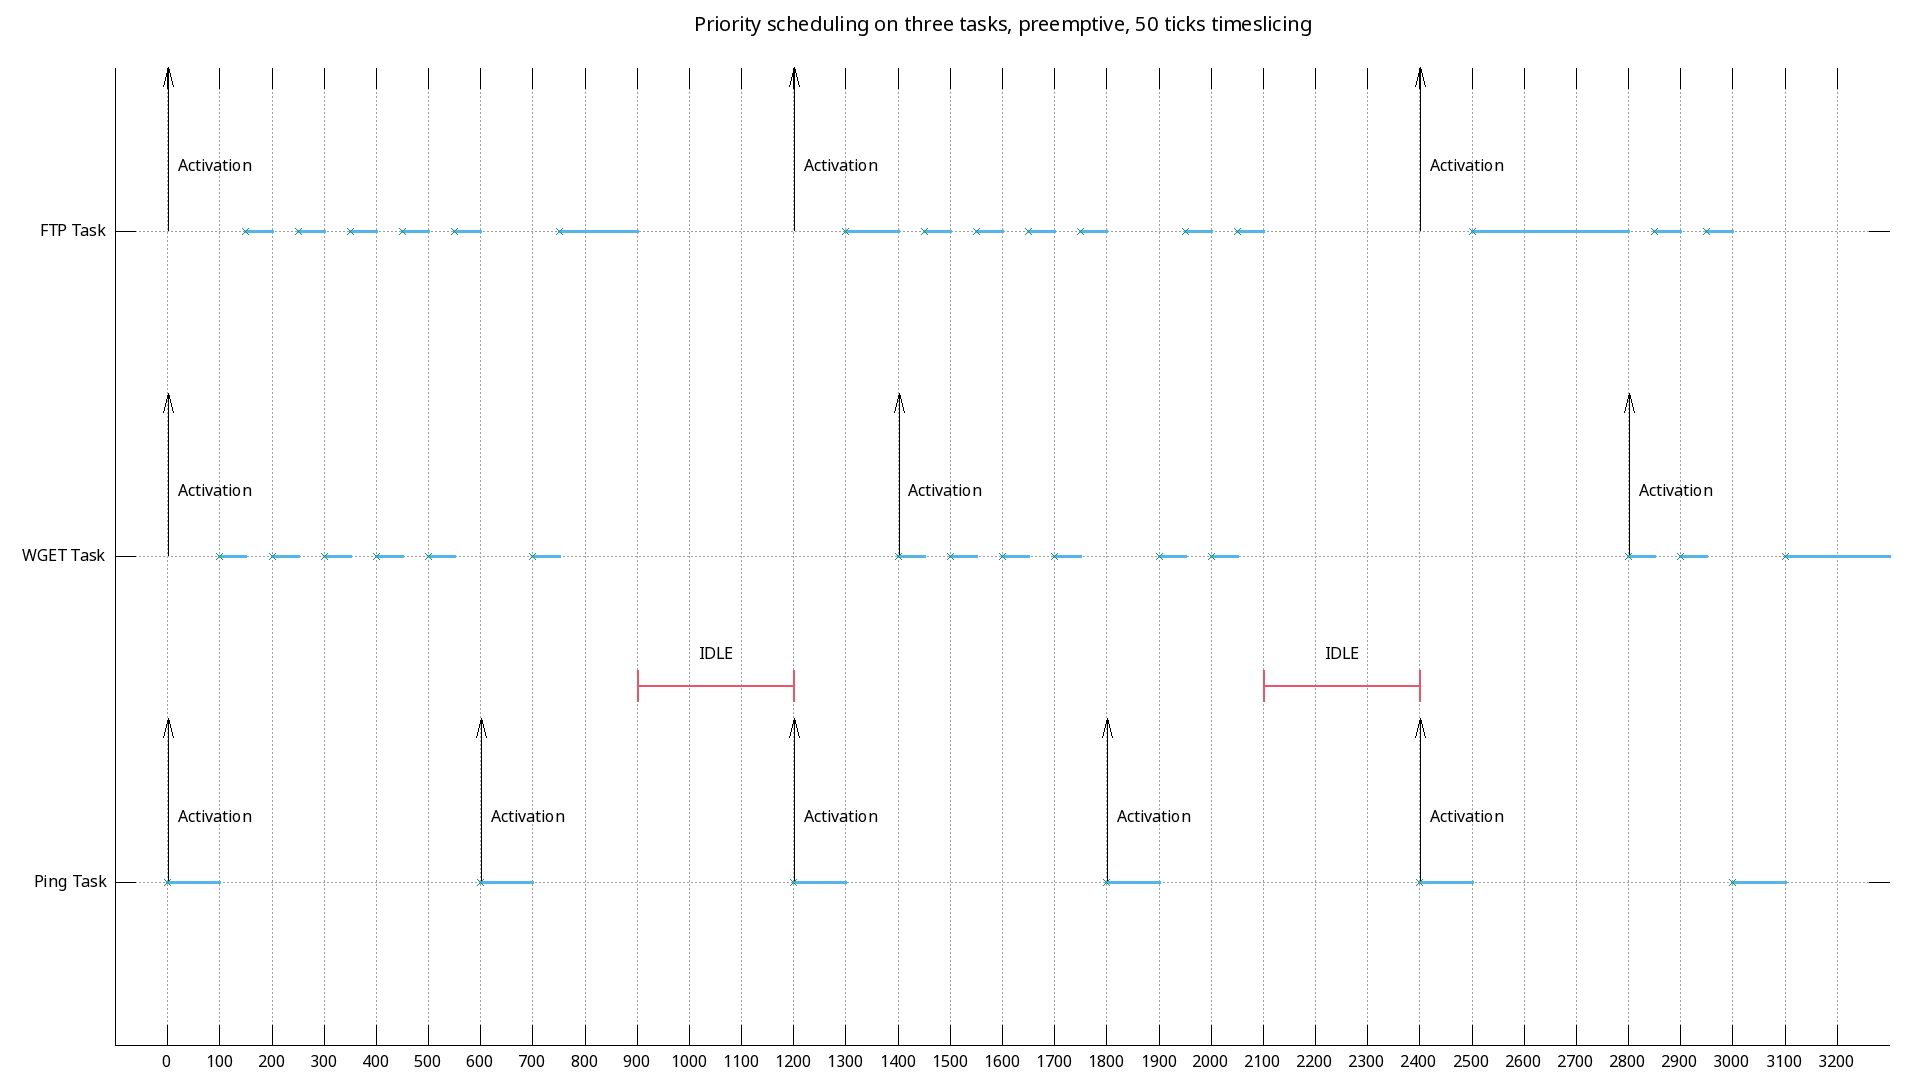 Priority scheduling on three tasks, preemptive, 50 ticks timeslicing
Activation Activation Activation
FTP Task
Activation Activation Activation
WGET Task
IDLE IDLE
Activation Activation Activation Activation Activation
Ping Task
0 100 200 300 400 500 600 700 800 900 1000 1100 1200 1300 1400 1500 1600 1700 1800 1900 2000 2100 2200 2300 2400 2500 2600 2700 2800 2900 3000 3100 3200